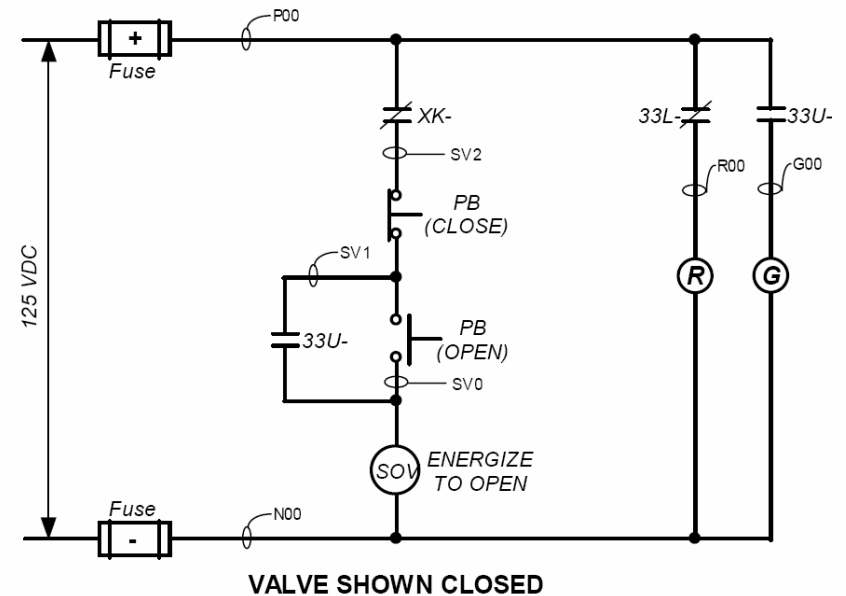 P00
+
Fuse
XK-
33L-
33U-
SV2
R00
G00
PB
(CLOSE)
SV1
125 VDC
R
G
33U-
PB
(OPEN)
SV0
SOV
ENERGIZE
TO OPEN
Fuse
-
N00
VALVE SHOWN CLOSED